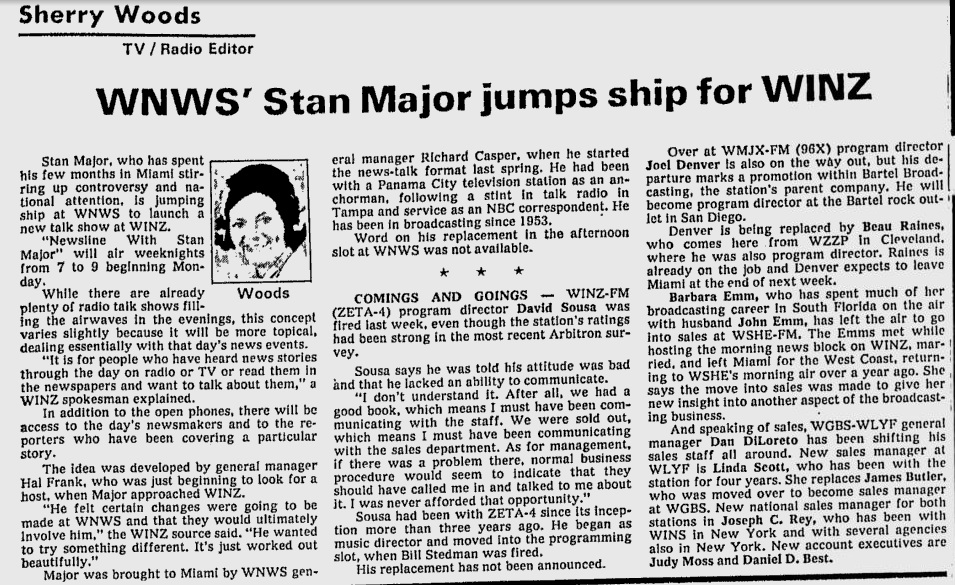 Sherry Woods
TV / Radio Editor
WNWS' Stan Major jumps ship for WINZ
Stan Major, who has spent
his few months in Miami stir-
ring up controversy and na-
tional attention, is jumping
ship at WNWS to launch a
new talk show at WINZ.
"Newsline With Stan
Major" will air weeknights
from 7 to 9 beginning Mon-
day.
While there are already
plenty of radio talk shows fill-
ing the airwaves in the evenings, this concept
varies slightly because it will be more topical,
dealing essentially with that day's news events.
"It is for people who have heard news stories
through the day on radio or TV or read them in
the newspapers and want to talk about them," a
WINZ spokesman explained.
In addition to the open phones, there will be
access to the day's newsmakers and to the re-
porters who have been covering a particular
story.
The idea was developed by general manager
Hal Frank, who was just beginning to look for a
host, when Major approached WINZ.
"He felt certain changes were going to be
made at WNWS and that they would ultimately
involve him," the WINZ source said. "He wanted
to try something different. It's just worked out
beautifully."
Major was brought to Miami by WNWS gen-
Woods
eral manager Richard Casper, when he started
the news-talk format last spring. He had been
with a Panama City television station as an an-
chorman, following a stint in talk radio in
Tampa and service as an NBC correspondent. He
has been in broadcasting since 1953.
Word on his replacement in the afternoon
slot at WNWS was not available.
★ ★ ★
COMINGS AND GOINGS — WINZ-FM
(ZETA-4) program director David Sousa was
fired last week, even though the station's ratings
had been strong in the most recent Arbitron sur-
vey.
Sousa says he was told his attitude was bad
and that he lacked an ability to communicate.
"I don't understand it. After all, we had a
good book, which means I must have been com-
municating with the staff. We were sold out,
which means I must have been communicating
with the sales department. As for management,
if there was a problem there, normal business
procedure would seem to indicate that they
should have called me in and talked to me about
it. I was never afforded that opportunity."
Sousa had been with ZETA-4 since its incep-
tion more than three years ago. He began as
music director and moved into the programming
slot, when Bill Stedman was fired.
His replacement has not been announced.
Over at WMJX-FM (96X) program director
Joel Denver is also on the way out, but his de-
parture marks a promotion within Bartel Broad-
casting, the station's parent company. He will
become program director at the Bartel rock out-
let in San Diego.
Denver is being replaced by Beau Raines,
who comes here from WZZP in Cleveland,
where he was also program director. Raines is
already on the job and Denver expects to leave
Miami at the end of next week.
Barbara Emm, who has spent much of her
broadcasting career in South Florida on the air
with husband John Emm, has left the air to go
into sales at WSHE-FM. The Emms met while
hosting the morning news block on WINZ, mar-
ried, and left Miami for the West Coast, return-
ing to WSHE's morning air over a year ago. She
says the move into sales was made to give her
new insight into another aspect of the broadcast-
ing business.
And speaking of sales, WGBS-WLYF general
manager Dan DiLoreto has been shifting his
sales staff all around. New sales manager at
WLYF is Linda Scott, who has been with the
station for four years. She replaces James Butler,
who was moved over to become sales manager
at WGBS. New national sales manager for both
stations in Joseph C. Rey, who has been with
WINS in New York and with several agencies
also in New York. New account executives are
Judy Moss and Daniel D. Best.